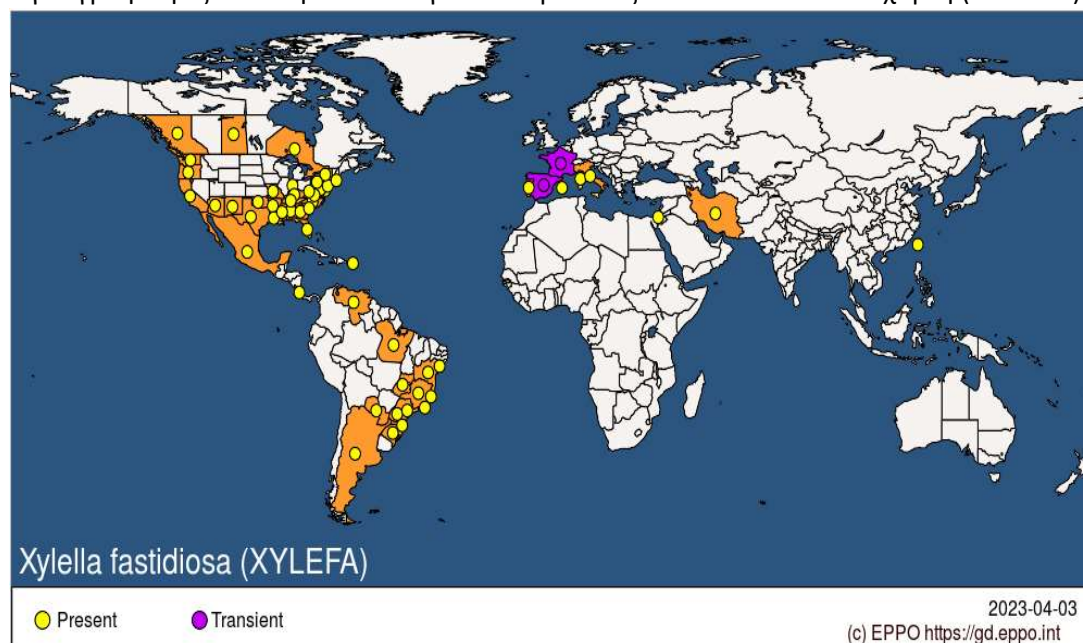 Xylella fastidiosa (XYLEFA)
Present
Transient
2023-04-03
(c) EPPO https://gd.eppo.int